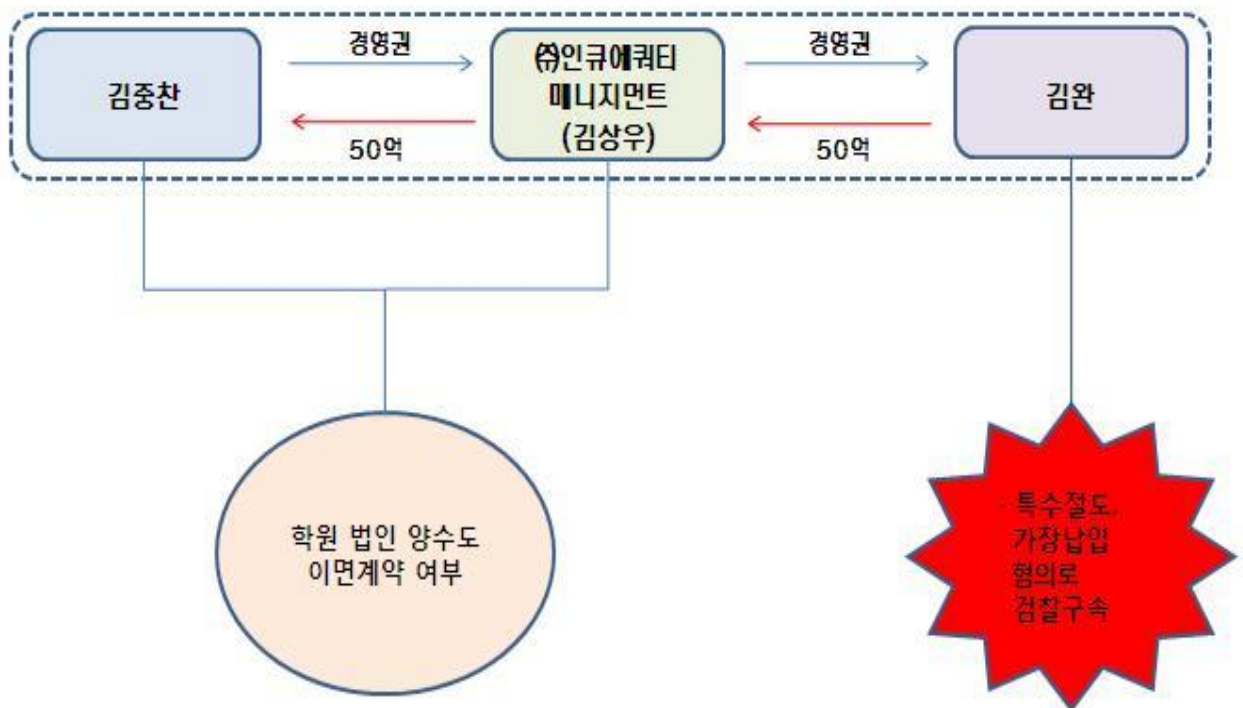 경영권
경영권
김중찬
㈜인큐에쿼티
매니지먼트
(김상우)
김완
50억
50억
학원 법인 양수도
이면계약 여부
· 특수절도,
가장납입
혐의로
검찰구속